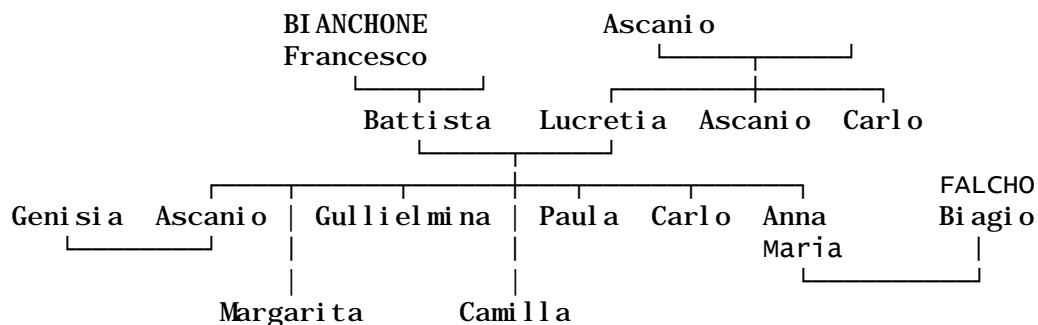 BIANCHONE Ascanio
Francesco
Battista Lucretia Ascanio Carlo
FALCHO
Genisia Ascanio Gullielmina Paula Carlo Anna Biagio
Maria
Margarita Camilla